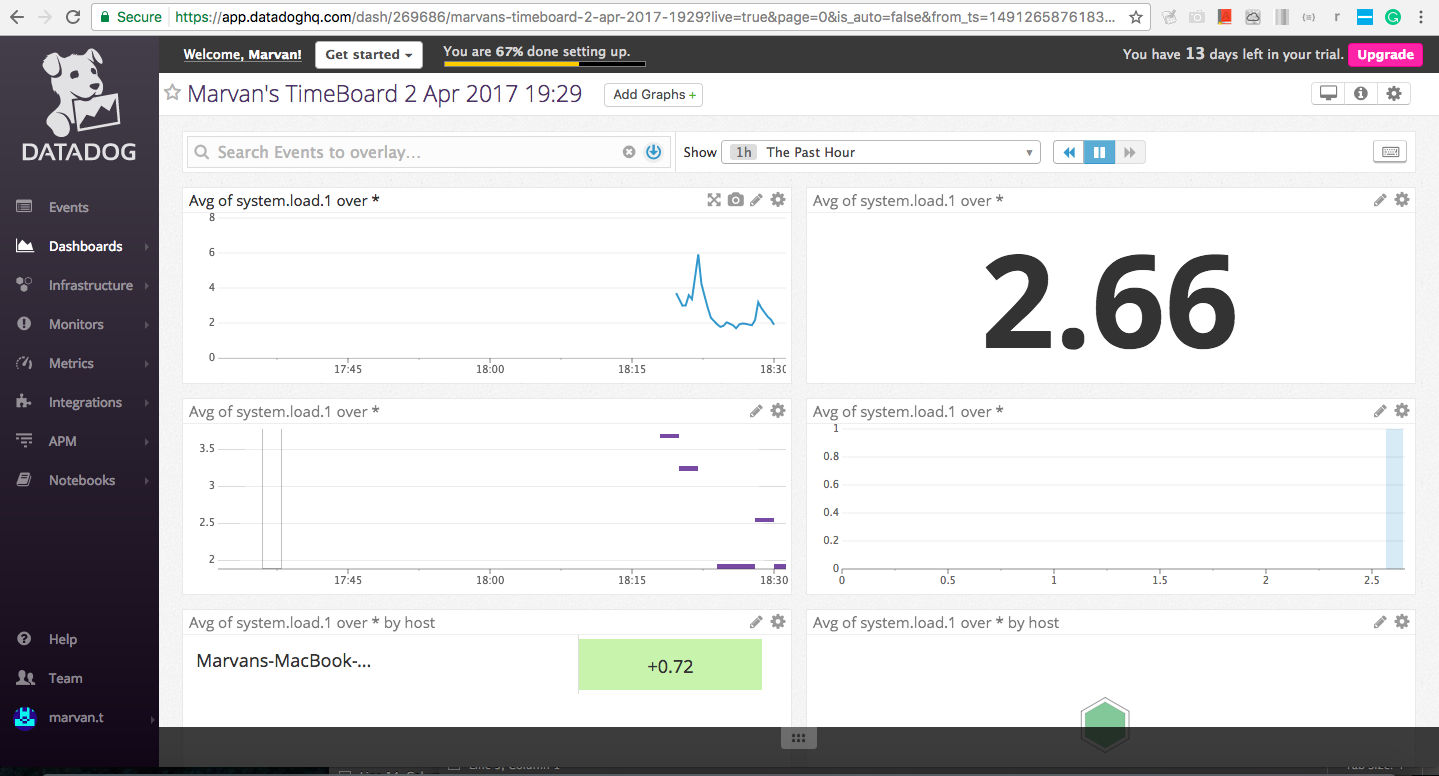 Secure https://app.datadoghq.com/dash/269686/marvans-timeboard-2-apr-2017-1929?live=true&page=0&is_auto=false&from_ts=1491265876183...
Welcome, Marvan! Get started You are 67% done setting up. You have 13 days left in your trial. Upgrade
DATADOG
Marvan's TimeBoard 2 Apr 2017 19:29 Add Graphs +
Search Events to overlay... Show 1h The Past Hour
Events
Dashboards
Infrastructure
Monitors
Metrics
Integrations
APM
Notebooks
Help
Team
marvan.t
Avg of system.load.1 over *
8
6
4
2
0
17:45 18:00 18:15 18:30
Avg of system.load.1 over *
2.66
Avg of system.load.1 over *
3.5
3
2.5
2
17:45 18:00 18:15 18:30
Avg of system.load.1 over *
1
0.8
0.6
0.4
0.2
0
0 0.5 1 1.5 2 2.5
Avg of system.load.1 over * by host
Marvans-MacBook-... +0.72
Avg of system.load.1 over * by host